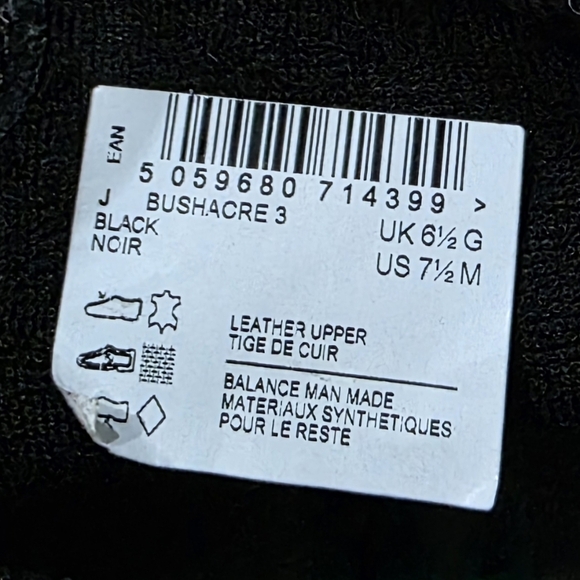 EAN
5 059680 714399 >
J BUSHACRE 3
BLACK
NOIR
UK 6½ G
US 7½ M
LEATHER UPPER
TIGE DE CUIR
BALANCE MAN MADE
MATERIAUX SYNTHETIQUES
POUR LE RESTE